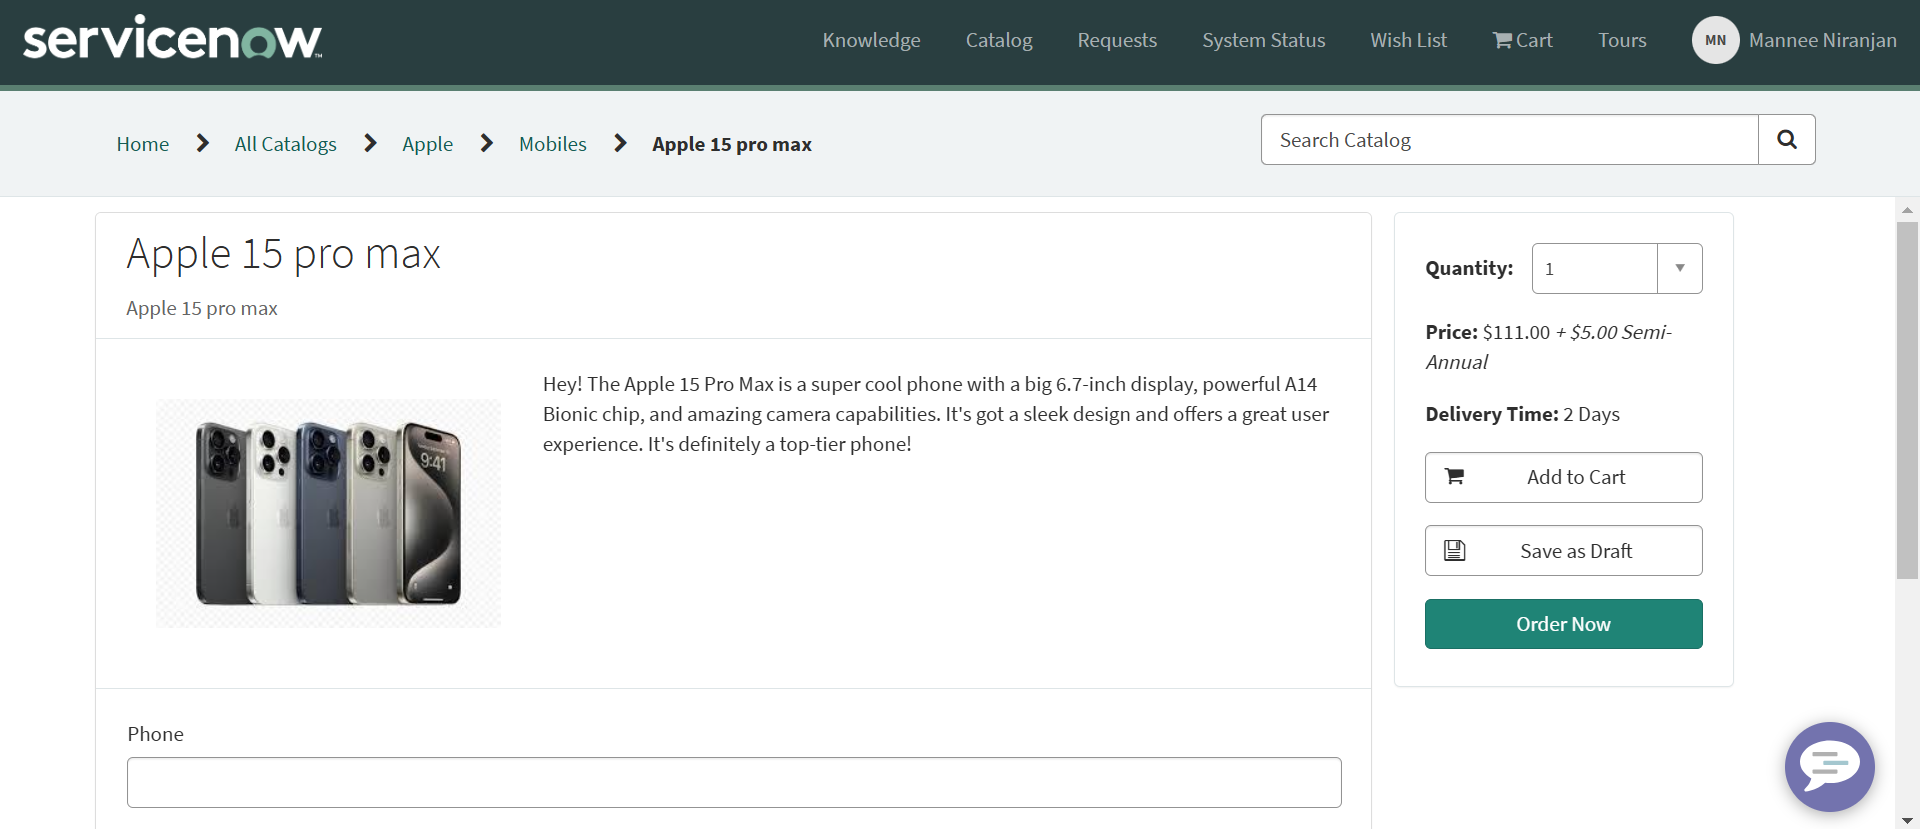 servicenow™
Knowledge
Catalog
Requests
System Status
Wish List
Cart
Tours
MN
Mannee Niranjan
Home
All Catalogs
Apple
Mobiles
Apple 15 pro max
Search Catalog
Apple 15 pro max
Apple 15 pro max
Hey! The Apple 15 Pro Max is a super cool phone with a big 6.7-inch display, powerful A14
Bionic chip, and amazing camera capabilities. It's got a sleek design and offers a great user
experience. It's definitely a top-tier phone!
9:41
Phone
Quantity: 1
Price: $111.00 + $5.00 Semi-
Annual
Delivery Time: 2 Days
Add to Cart
Save as Draft
Order Now